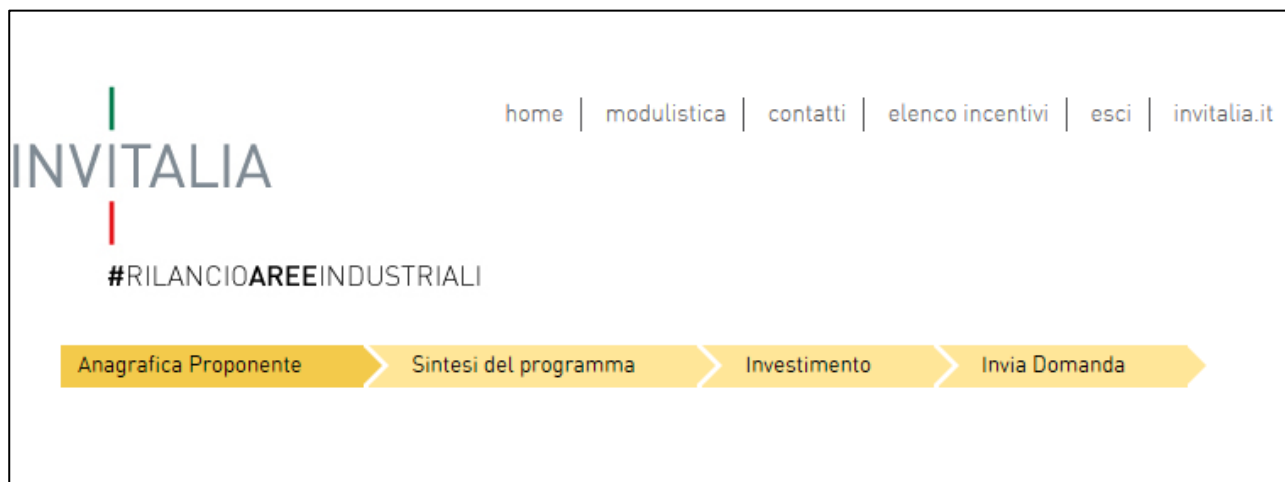 home | modulistica | contatti | elenco incentivi | esci | invitalia.it
INVITALIA
#RILANCIOAREEINDUSTRIALI
Anagrafica Proponente Sintesi del programma Investimento Invia Domanda